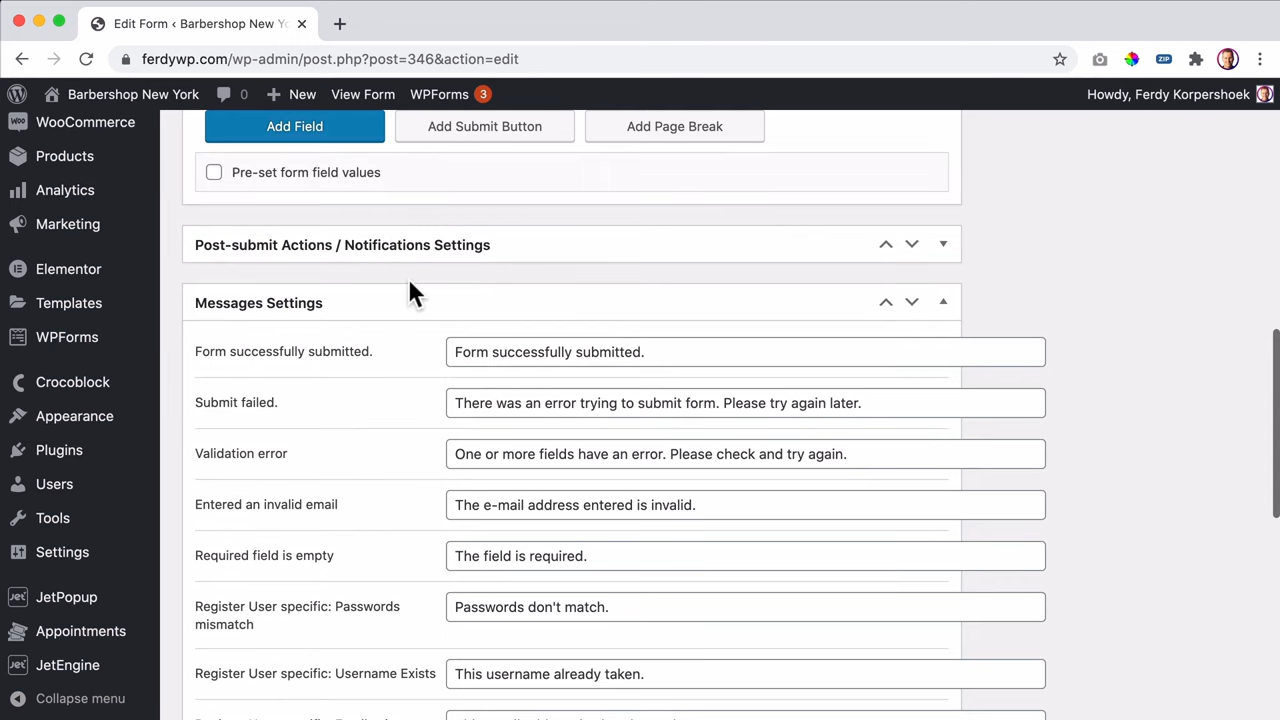 Edit Form ‹ Barbershop New Yo
ferdywp.com/wp-admin/post.php?post=346&action=edit
ZIP
Barbershop New York 0 New View Form WPForms 3 Howdy, Ferdy Korpershoek
WooCommerce
Products
Analytics
Marketing
Elementor
Templates
WPForms
Crocoblock
Appearance
Plugins
Users
Tools
Settings
JetPopup
Appointments
JetEngine
Collapse menu
Add Field Add Submit Button Add Page Break
Pre-set form field values
Post-submit Actions / Notifications Settings
Messages Settings
Form successfully submitted. Form successfully submitted.
Submit failed. There was an error trying to submit form. Please try again later.
Validation error One or more fields have an error. Please check and try again.
Entered an invalid email The e-mail address entered is invalid.
Required field is empty The field is required.
Register User specific: Passwords
mismatch Passwords don't match.
Register User specific: Username Exists This username already taken.